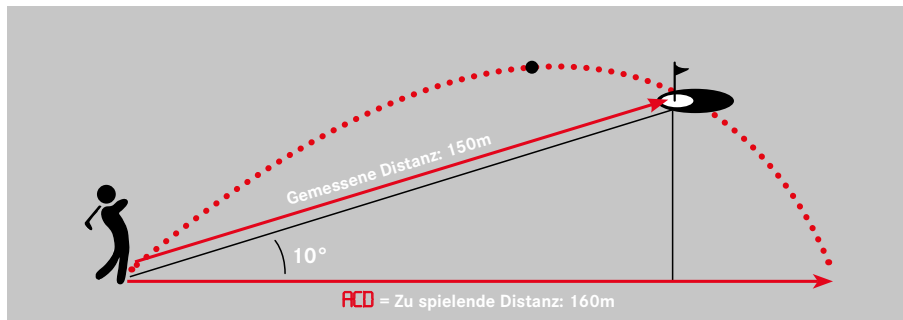 Gemessene Distanz: 150m
10°
ACD = Zu spielende Distanz: 160m